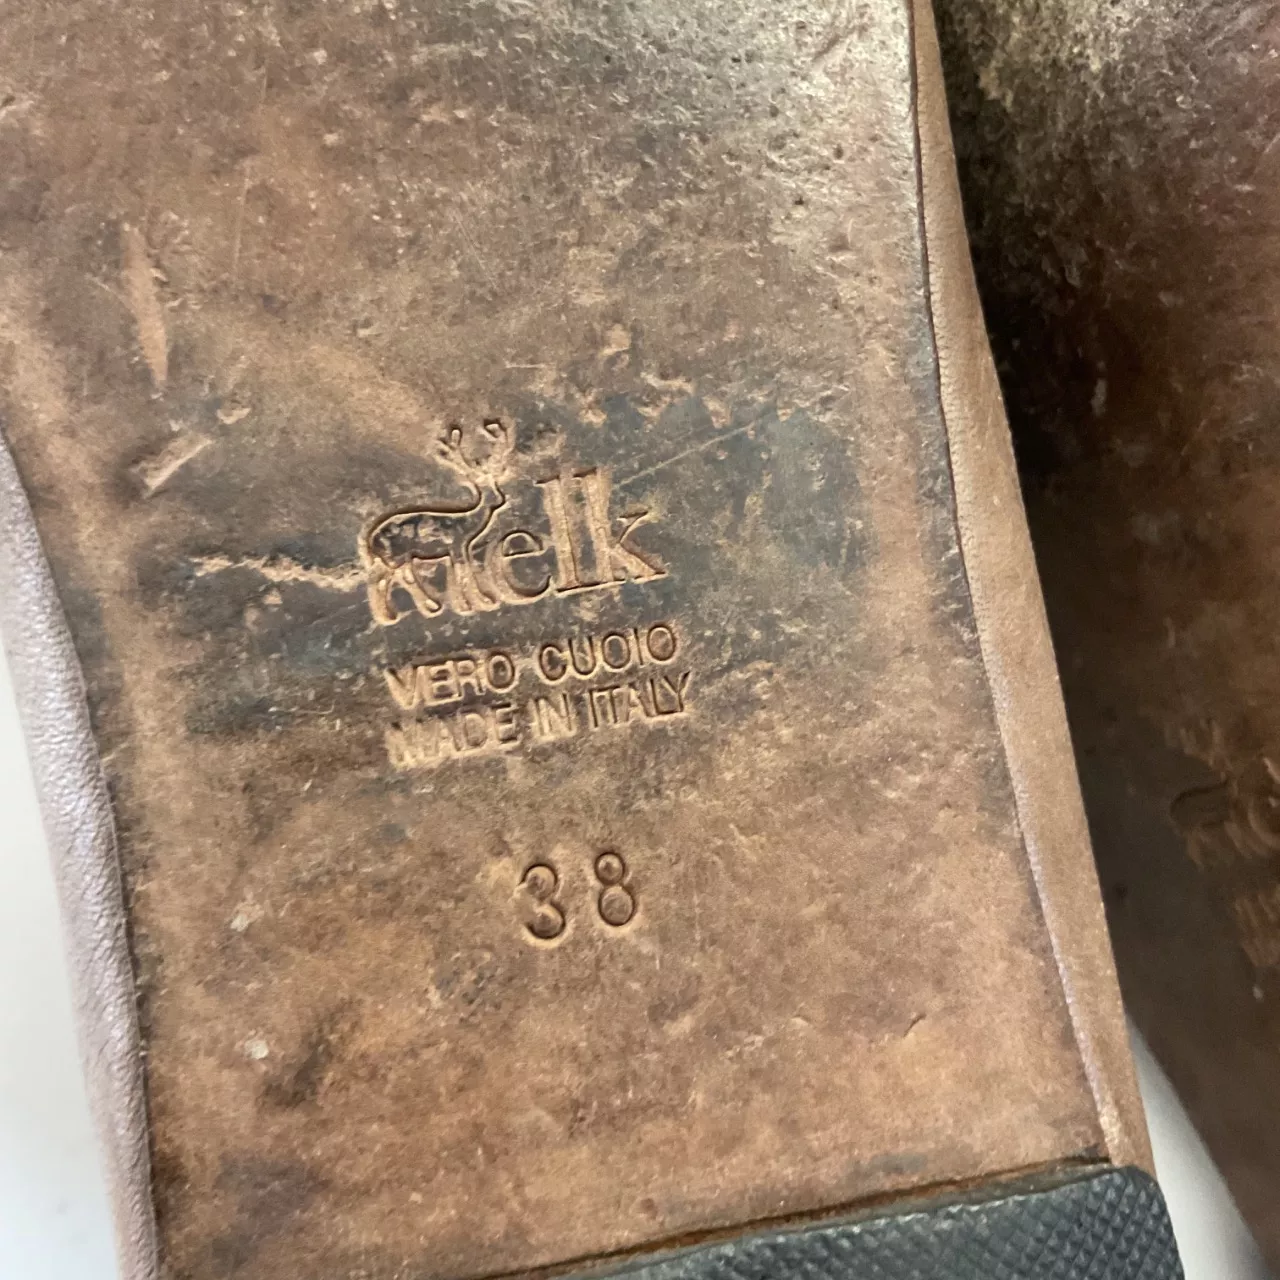 elk
VERO CUOIO
MADE IN ITALY
38